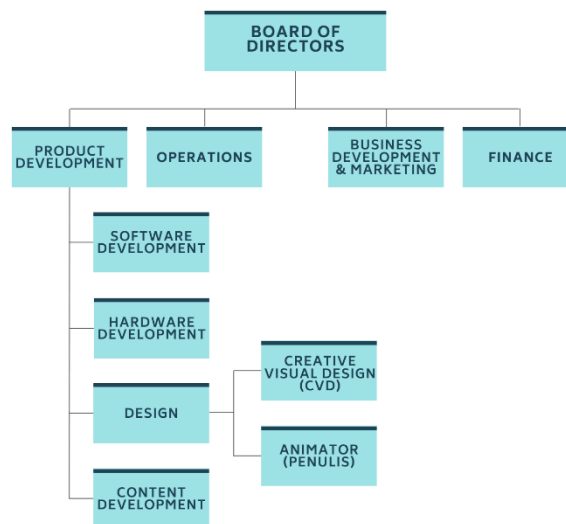 BOARD OF
DIRECTORS
PRODUCT
DEVELOPMENT
OPERATIONS
BUSINESS
DEVELOPMENT
& MARKETING
FINANCE
SOFTWARE
DEVELOPMENT
HARDWARE
DEVELOPMENT
DESIGN
CREATIVE
VISUAL DESIGN
(CVD)
ANIMATOR
(PENULIS)
CONTENT
DEVELOPMENT